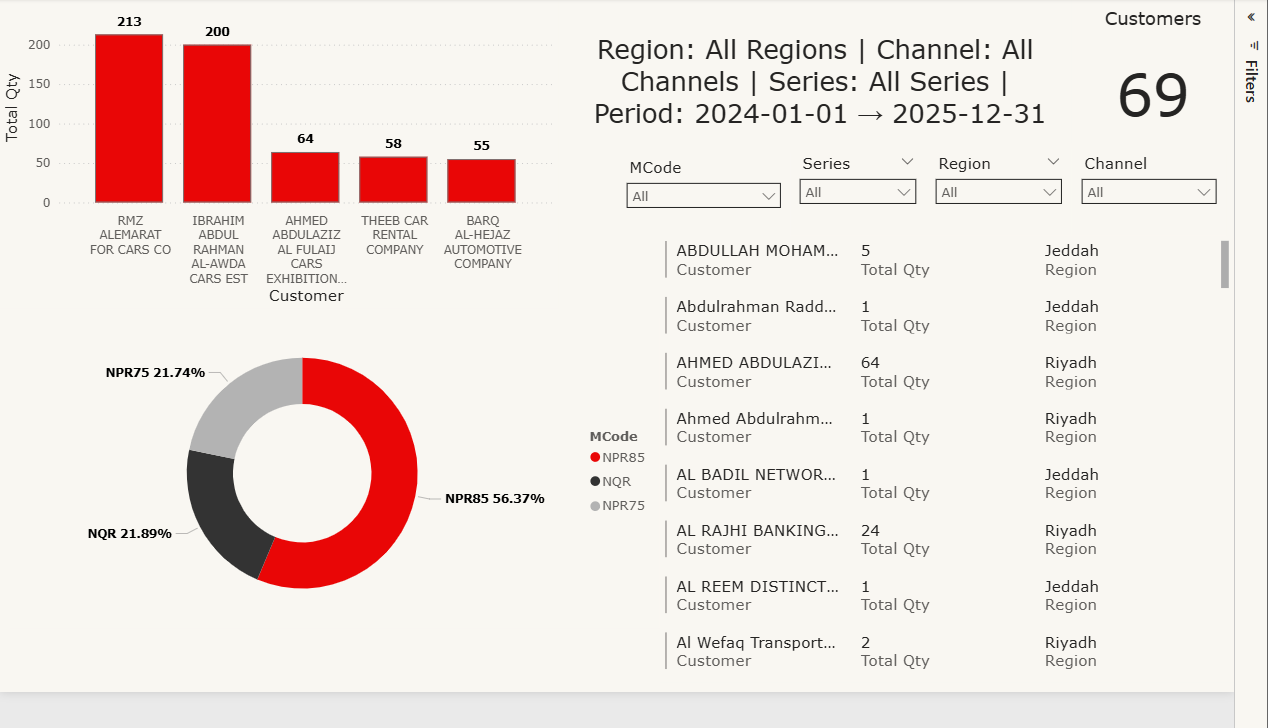 213
200
64
58
55
200
150
100
50
0
Total Qty
RMZ
ALEMARAT
FOR CARS CO
IBRAHIM
ABDUL
RAHMAN
AL-AWDA
CARS EST
AHMED
ABDULAZIZ
AL FULAIJ
CARS
EXHIBITION…
THEEB CAR
RENTAL
COMPANY
BARQ
AL-HEJAZ
AUTOMOTIVE
COMPANY
Customer
NPR75 21.74%
NQR 21.89%
NPR85 56.37%
MCode
NPR85
NQR
NPR75
Region: All Regions | Channel: All
Channels | Series: All Series |
Period: 2024-01-01 → 2025-12-31
Customers
69
MCode
All
Series
All
Region
All
Channel
All
ABDULLAH MOHAM… 5 Jeddah
Customer Total Qty Region
Abdulrahman Radd… 1 Jeddah
Customer Total Qty Region
AHMED ABDULAZI… 64 Riyadh
Customer Total Qty Region
Ahmed Abdulrahm… 1 Riyadh
Customer Total Qty Region
AL BADIL NETWOR… 1 Jeddah
Customer Total Qty Region
AL RAJHI BANKING… 24 Riyadh
Customer Total Qty Region
AL REEM DISTINCT… 1 Jeddah
Customer Total Qty Region
Al Wefaq Transport… 2 Riyadh
Customer Total Qty Region
Filters